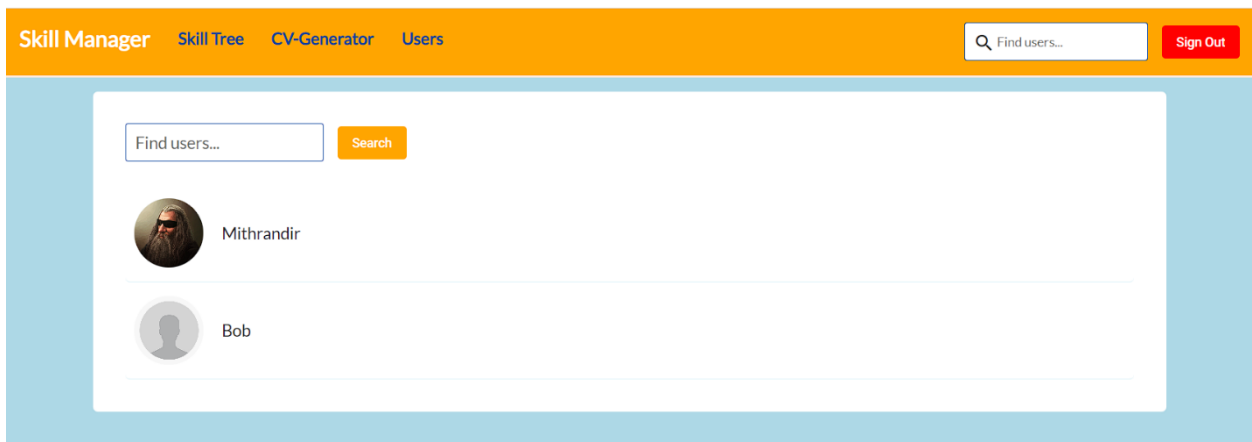 Skill Manager Skill Tree CV-Generator Users Find users... Sign Out
Find users... Search
Mithrandir
Bob